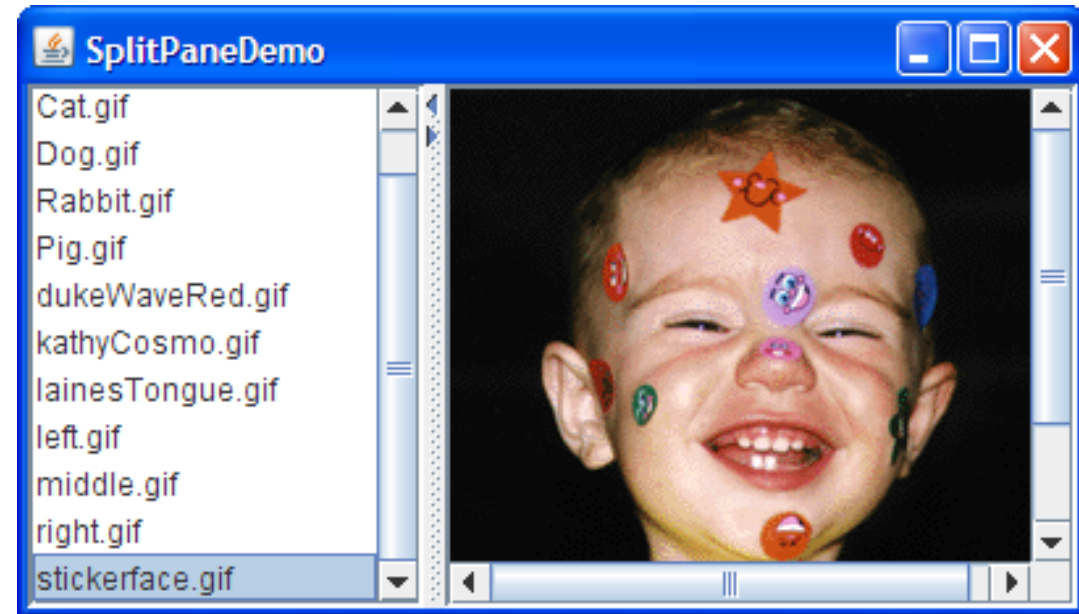 SplitPaneDemo
Cat.gif
Dog.gif
Rabbit.gif
Pig.gif
dukeWaveRed.gif
kathyCosmo.gif
lainesTongue.gif
left.gif
middle.gif
right.gif
stickerface.gif